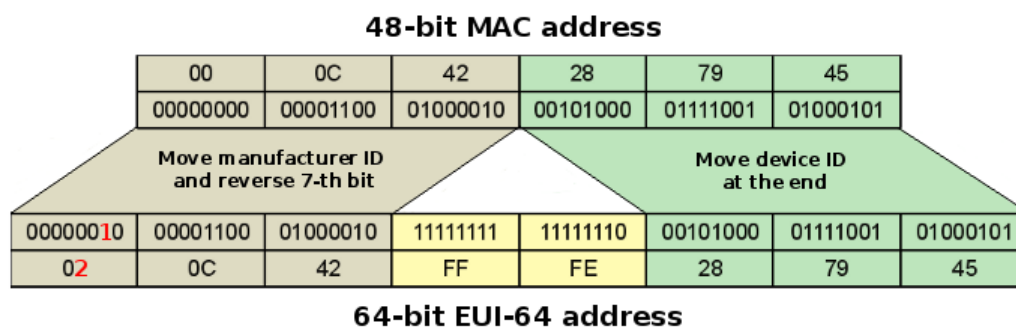 48-bit MAC address
00 0C 42 28 79 45
00000000 00001100 01000010 00101000 01111001 01000101
Move manufacturer ID
and reverse 7-th bit
Move device ID
at the end
00000010 00001100 01000010 11111111 11111110 00101000 01111001 01000101
02 0C 42 FF FE 28 79 45
64-bit EUI-64 address